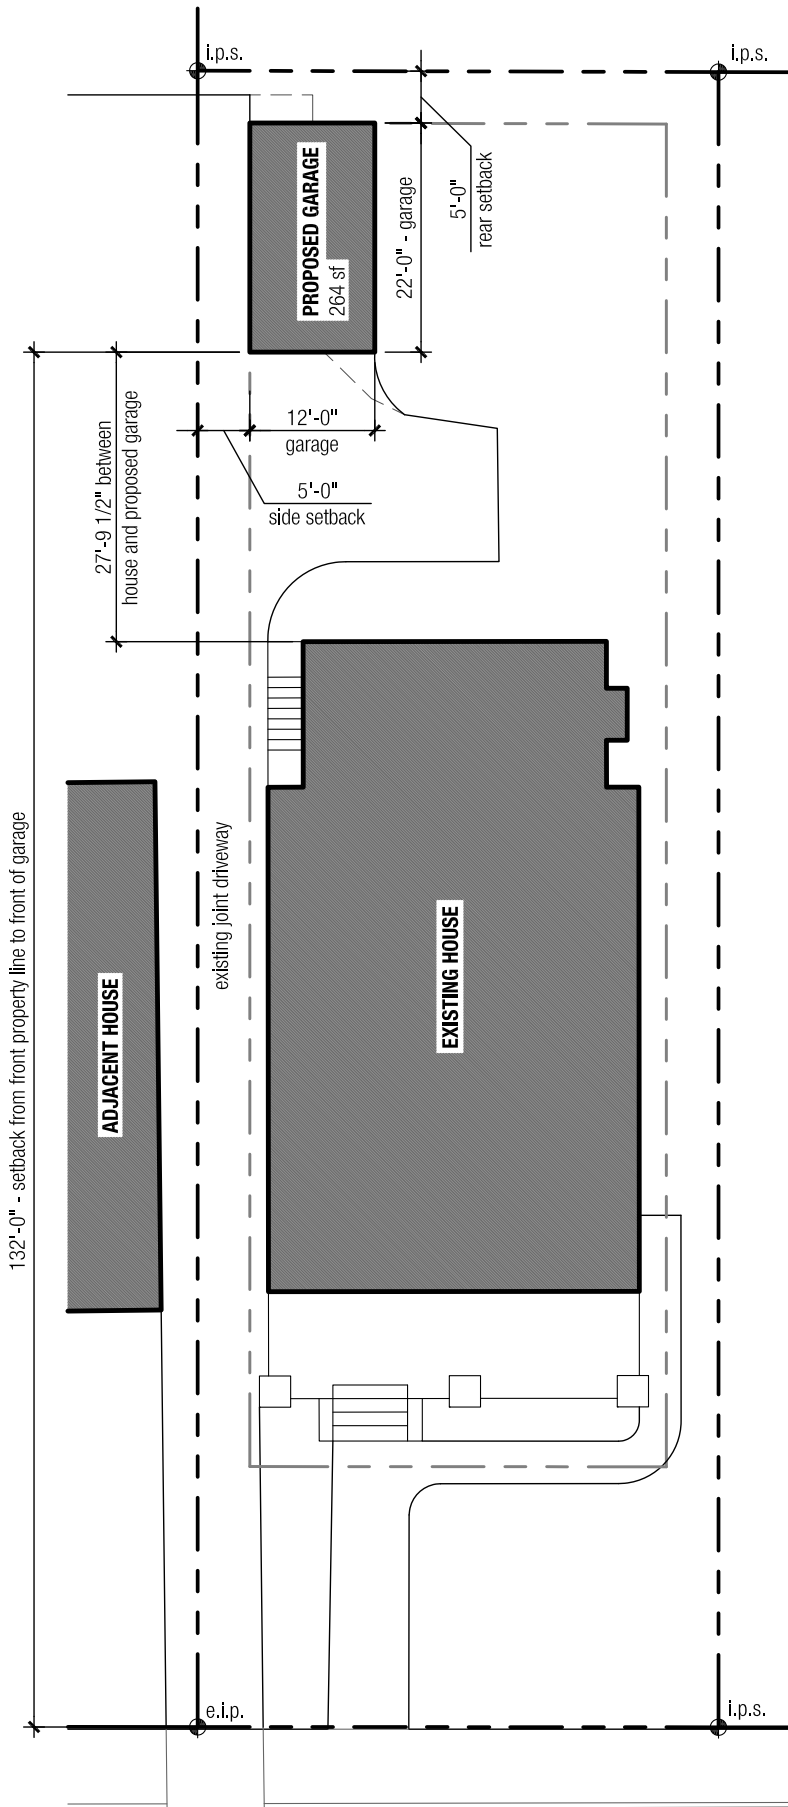 i.p.s.
i.p.s.
PROPOSED GARAGE
264 sf
22'-0" - garage
5'-0"
rear setback
12'-0"
garage
5'-0"
side setback
27'-9 1/2" between
house and proposed garage
132'-0" - setback from front property line to front of garage
existing joint driveway
ADJACENT HOUSE
EXISTING HOUSE
e.i.p.
i.p.s.